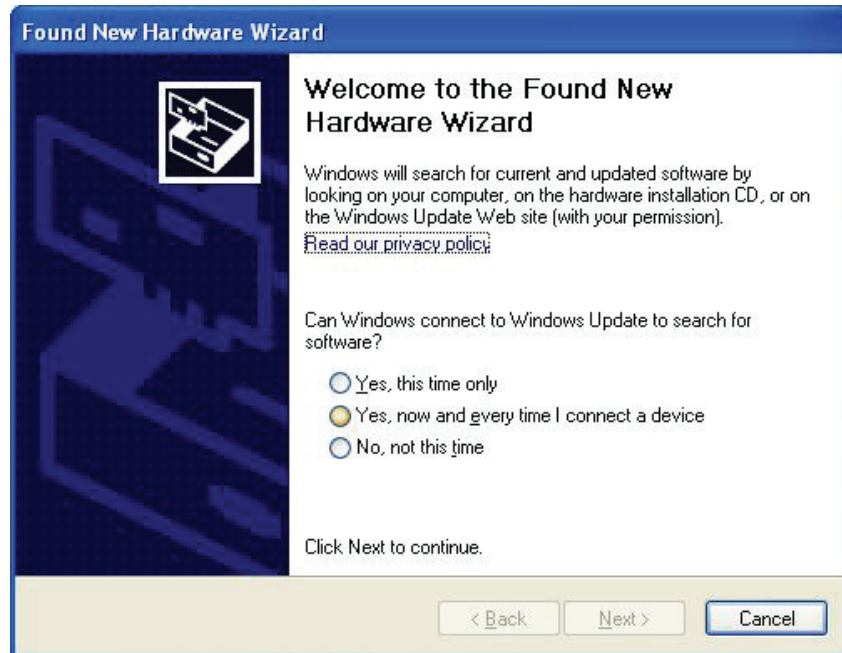 Found New Hardware Wizard
Welcome to the Found New
Hardware Wizard
Windows will search for current and updated software by
looking on your computer, on the hardware installation CD, or on
the Windows Update Web site (with your permission).
Read our privacy policy
Can Windows connect to Windows Update to search for
software?
Yes, this time only
Yes, now and every time I connect a device
No, not this time
Click Next to continue.
< Back Next > Cancel